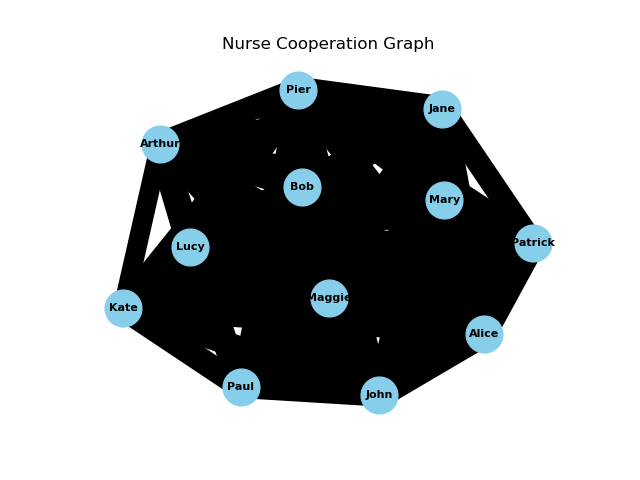 Nurse Cooperation Graph
Pier
Jane
Arthur
Bob
Mary
Lucy
Patrick
Maggie
Kate
Alice
Paul
John